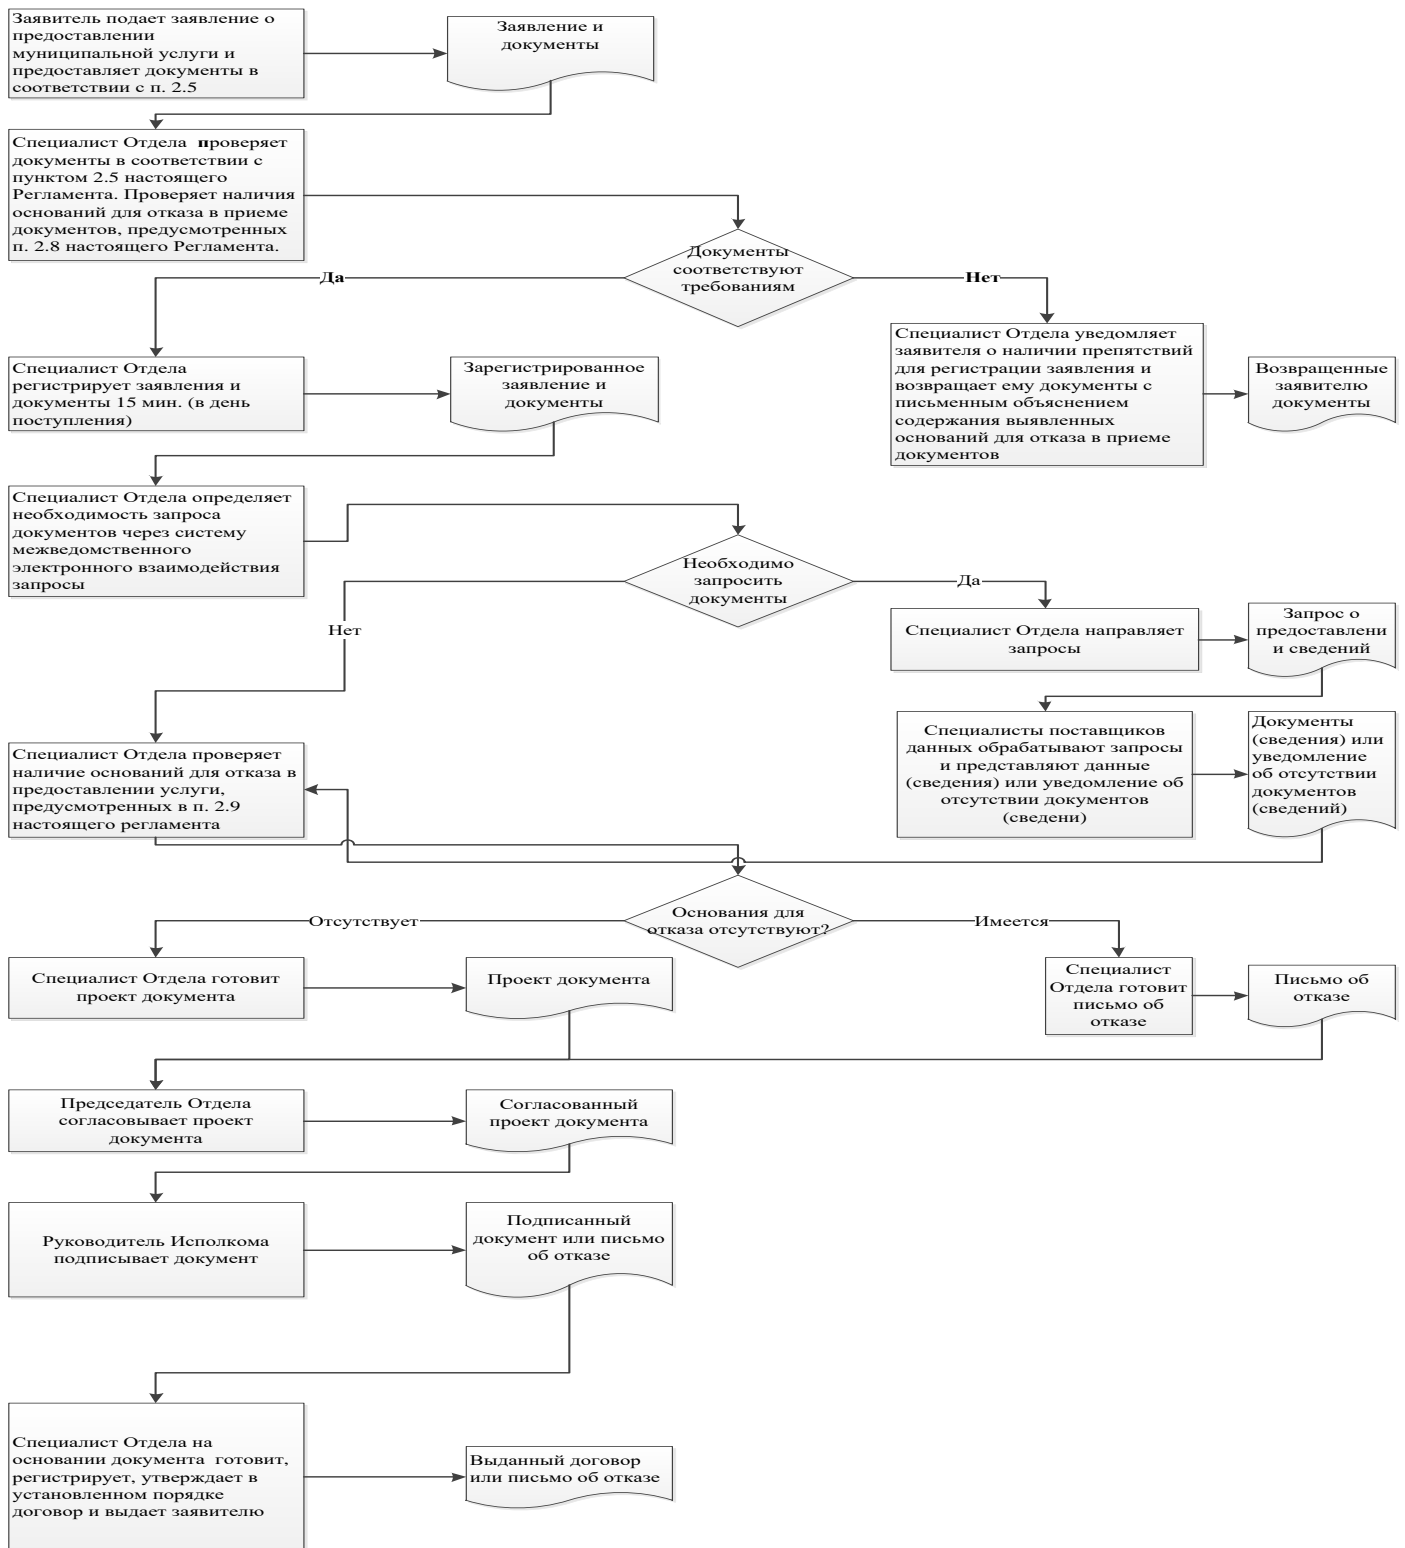 Заявитель подает заявление о
предоставлении
муниципальной услуги и
предоставляет документы в
соответствии с п. 2.5
Заявление и
документы
Специалист Отдела  проверяет
документы в соответствии с
пунктом 2.5 настоящего
Регламента. Проверяет наличия
оснований для отказа в приеме
документов, предусмотренных
п. 2.8 настоящего Регламента.
Документы
соответствуют
требованиям
Да
Нет
Специалист Отдела
регистрирует заявления и
документы 15 мин. (в день
поступления)
Зарегистрированное
заявление и
документы
Специалист Отдела уведомляет
заявителя о наличии препятствий
для регистрации заявления и
возвращает ему документы с
письменным объяснением
содержания выявленных
оснований для отказа в приеме
документов
Возвращенные
заявителю
документы
Специалист Отдела определяет
необходимость запроса
документов через систему
межведомственного
электронного взаимодействия
запросы
Необходимо
запросить
документы
Да
Нет
Специалист Отдела направляет
запросы
Запрос о
предоставлени
и сведений
Специалисты поставщиков
данных обрабатывают запросы
и представляют данные
(сведения) или уведомление об
отсутствии документов
(сведени)
Документы
(сведения) или
уведомление
об отсутствии
документов
(сведений)
Специалист Отдела проверяет
наличие оснований для отказа в
предоставлении услуги,
предусмотренных в п. 2.9
настоящего регламента
Основания для
отказа отсутствуют?
Отсутствует
Имеется
Специалист Отдела готовит
проект документа
Проект документа
Специалист
Отдела готовит
письмо об
отказе
Письмо об
отказе
Председатель Отдела
согласовывает проект
документа
Согласованный
проект документа
Руководитель Исполкома
подписывает документ
Подписанный
документ или письмо
об отказе
Специалист Отдела на
основании документа  готовит,
регистрирует, утверждает в
установленном порядке
договор и выдает заявителю
Выданный договор
или письмо об отказе